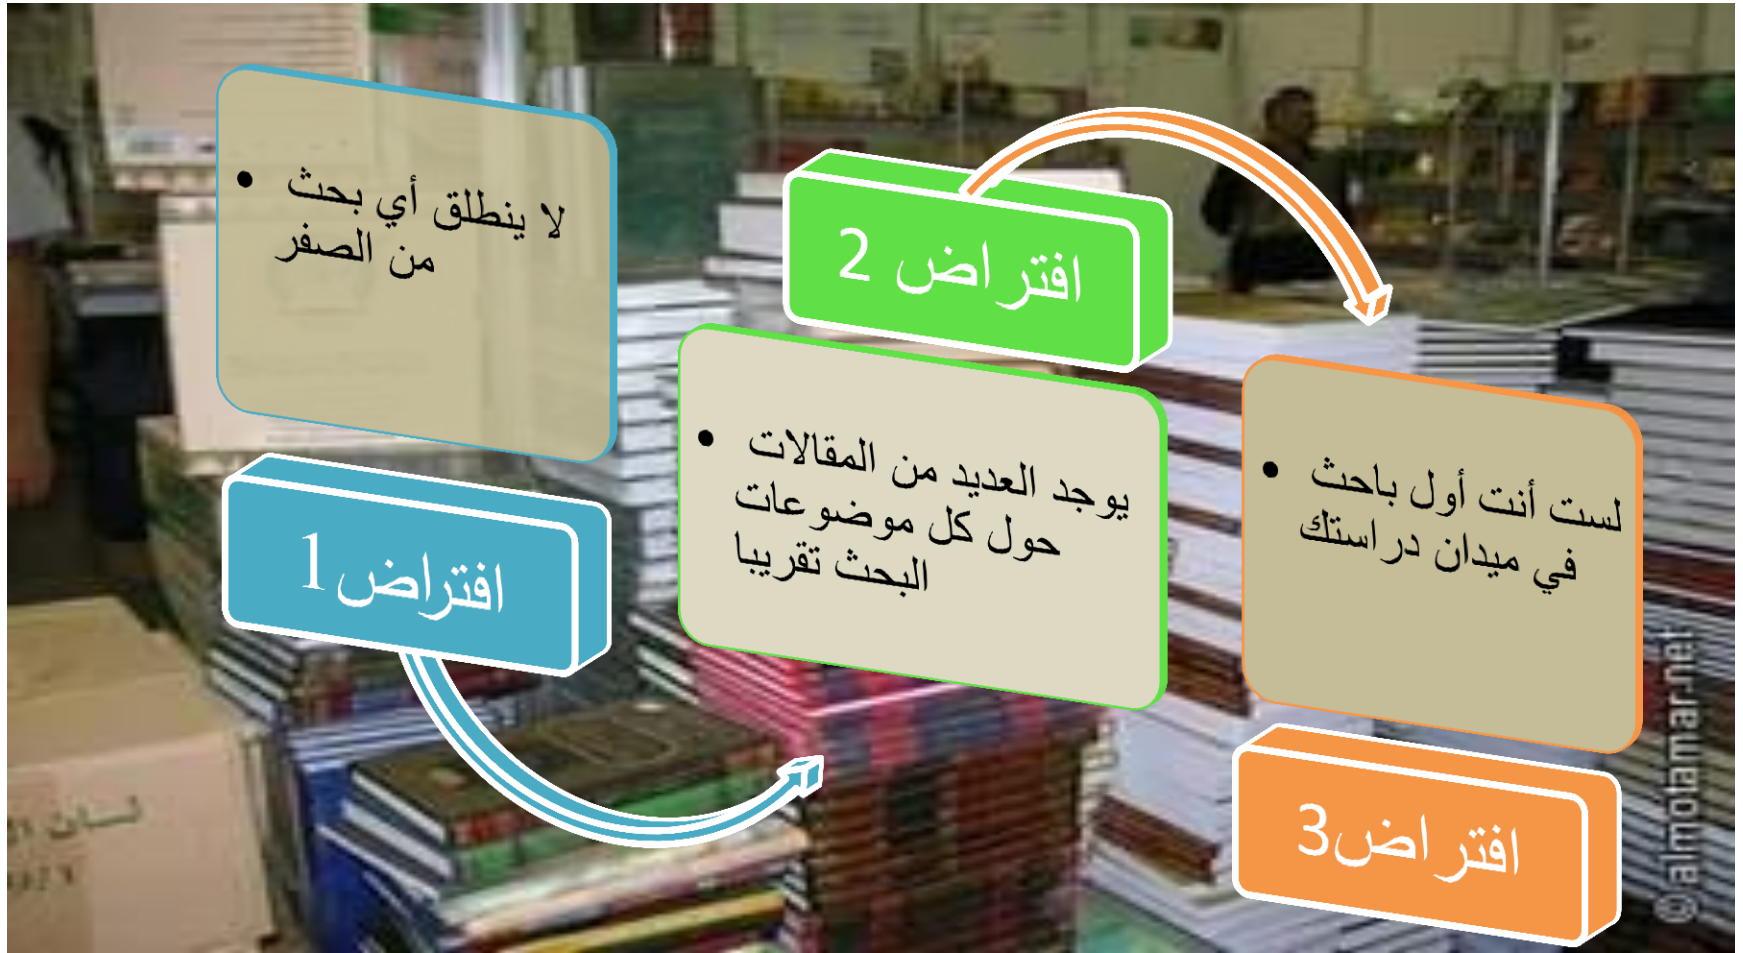 لا ينطلق أي بحث
من الصفر
افتراض1
افتراض 2
يوجد العديد من المقالات
حول كل موضوعات
البحث تقريبا
لست أنت أول باحث
في ميدان دراستك
افتراض3
©almotamar.net
لسان